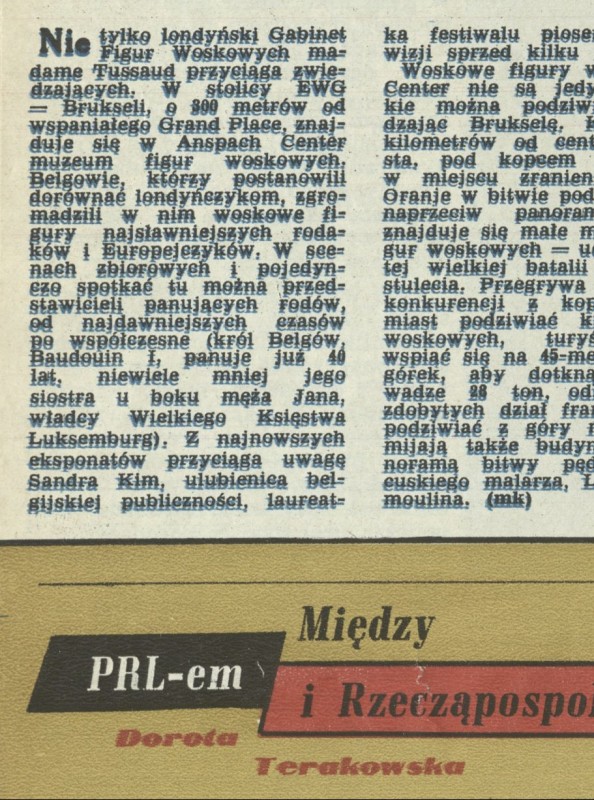 Nie tylko londyński Gabinet
Figur Woskowych ma-
dame Tussaud przyciąga zwie-
dzających. W stolicy EWG
— Brukseli, o 300 metrów od
wspaniałego Grand Place, znaj-
duje się w Anspach Center
muzeum figur woskowych.
Belgowie, którzy postanowili
dorównać londyńczykom, zgro-
madzili w nim woskowe fi-
gury najsławniejszych roda-
ków i Europejczyków. W sce-
nach zbiorowych i pojedyn-
czo spotkać tu można przed-
stawicieli panujących rodów,
od najdawniejszych czasów
po współczesne (król Belgów,
Baudouin I, panuje już 40
lat, niewiele mniej jego
siostra u boku męża Jana,
władcy Wielkiego Księstwa
Luksemburg). Z najnowszych
eksponatów przyciąga uwagę
Sandra Kim, ulubienica bel-
gijskiej publiczności, laureat-
ka festiwalu piosen
wizji sprzed kilku
Woskowe figury w
Center nie są jedy
kie można podziwi
dzając Brukselę.
kilometrów od cent
sta, pod kopcem
w miejscu zranien
Oranje w bitwie pod
naprzeciw panoram
znajduje się małe m
gur woskowych — uc
tej wielkiej batalii
stulecia. Przegrywa
konkurencji z kop
miast podziwiać k
woskowych, turyś
wspiąć się na 45-me
górek, aby dotkną
wadze 28 ton, od
zdobytych dział fran
podziwiać z góry
mijają także budyn
noramą bitwy pęd
cuskiego malarza, L
moulina. (mk)
Między
PRL-em
i Rzecząpospo
Dorota
Terakowska